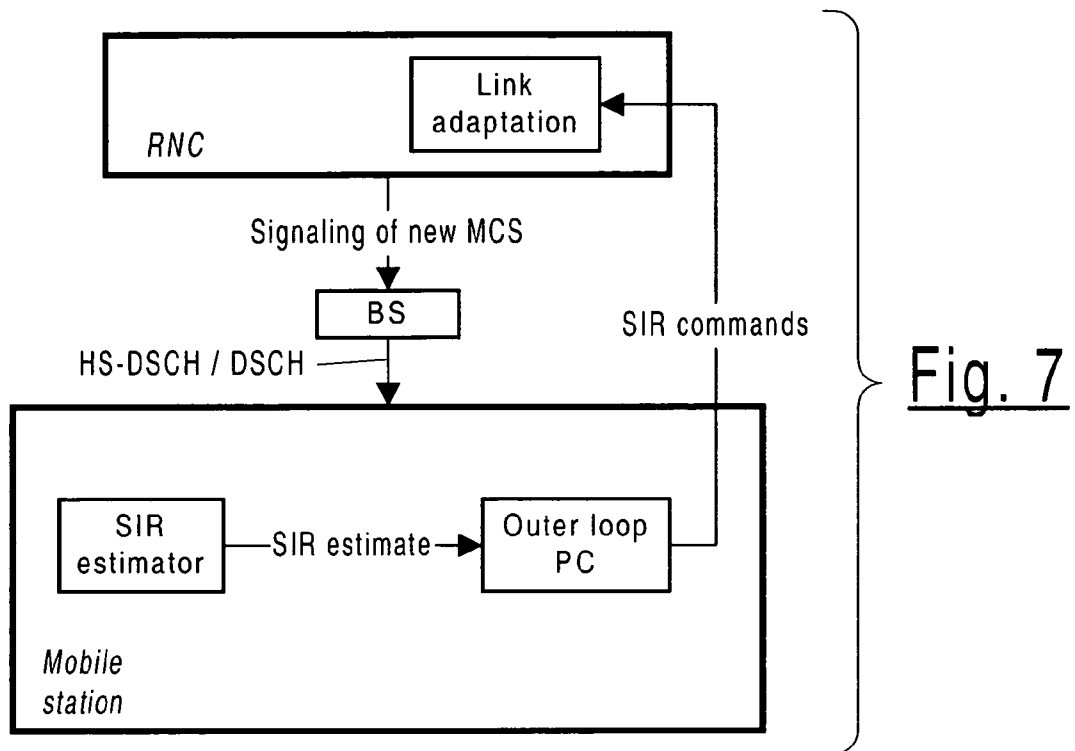 Link
adaptation
RNC
Signaling of new MCS
BS
SIR commands
HS-DSCH / DSCH
Fig. 7
SIR
estimator
SIR estimate
Outer loop
PC
Mobile
station